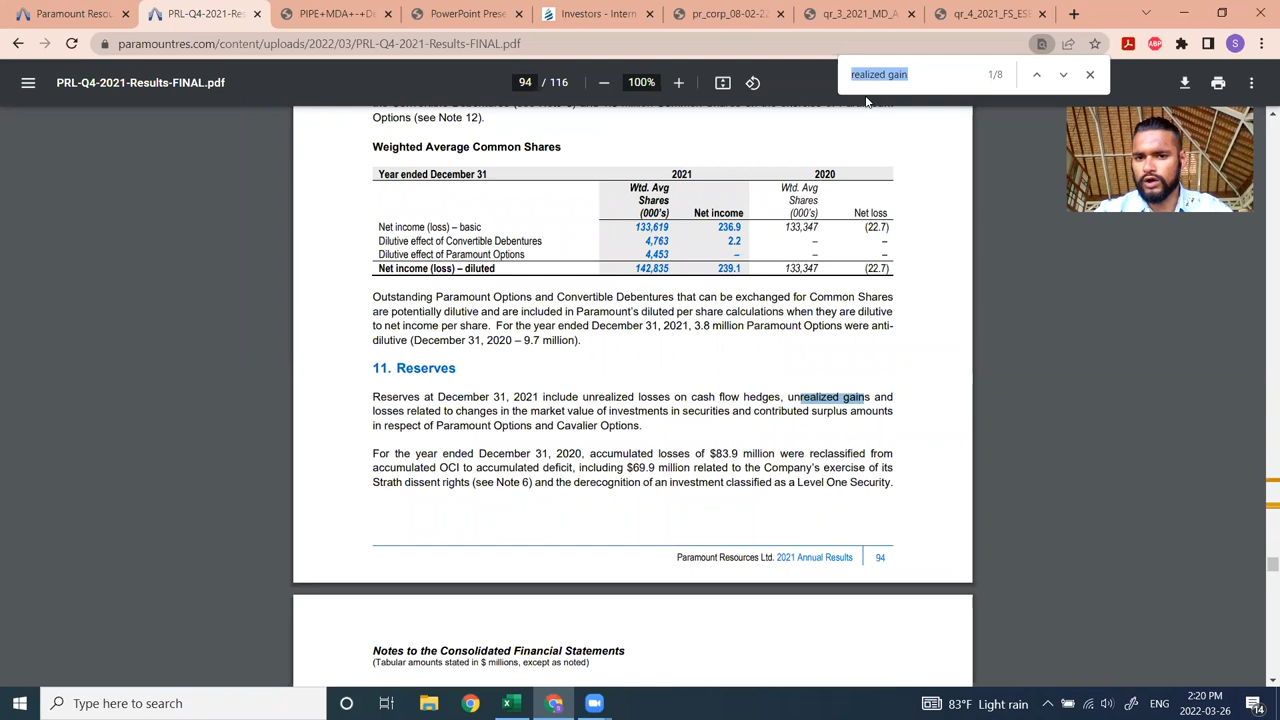 Paramount Resou
PRL-Q4-2021-Res
PIPE+MDA+-+De
PowerPoint Prese
Investors - Intern
pr_corp_08-02-22
qr_3_2021_MD_A
qr_4_2021_FS_ESE
paramountres.com/content/uploads/2022/03/PRL-Q4-2021-Results-FINAL.pdf
ABP
S
PRL-Q4-2021-Results-FINAL.pdf
94 / 116
100%
realized gain
1/8
Options (see Note 12).
Weighted Average Common Shares
Year ended December 31 2021 2020
Wtd. Avg Wtd. Avg
Shares Shares
(000's) Net income (000's) Net loss
Net income (loss) – basic 133,619 236.9 133,347 (22.7)
Dilutive effect of Convertible Debentures 4,763 2.2 – –
Dilutive effect of Paramount Options 4,453 – – –
Net income (loss) – diluted 142,835 239.1 133,347 (22.7)
Outstanding Paramount Options and Convertible Debentures that can be exchanged for Common Shares
are potentially dilutive and are included in Paramount's diluted per share calculations when they are dilutive
to net income per share. For the year ended December 31, 2021, 3.8 million Paramount Options were anti-
dilutive (December 31, 2020 – 9.7 million).
11. Reserves
Reserves at December 31, 2021 include unrealized losses on cash flow hedges, unrealized gains and
losses related to changes in the market value of investments in securities and contributed surplus amounts
in respect of Paramount Options and Cavalier Options.
For the year ended December 31, 2020, accumulated losses of $83.9 million were reclassified from
accumulated OCI to accumulated deficit, including $69.9 million related to the Company's exercise of its
Strath dissent rights (see Note 6) and the derecognition of an investment classified as a Level One Security.
Paramount Resources Ltd. 2021 Annual Results 94
Notes to the Consolidated Financial Statements
(Tabular amounts stated in $ millions, except as noted)
Type here to search
83°F Light rain
ENG
2:20 PM
2022-03-26
14